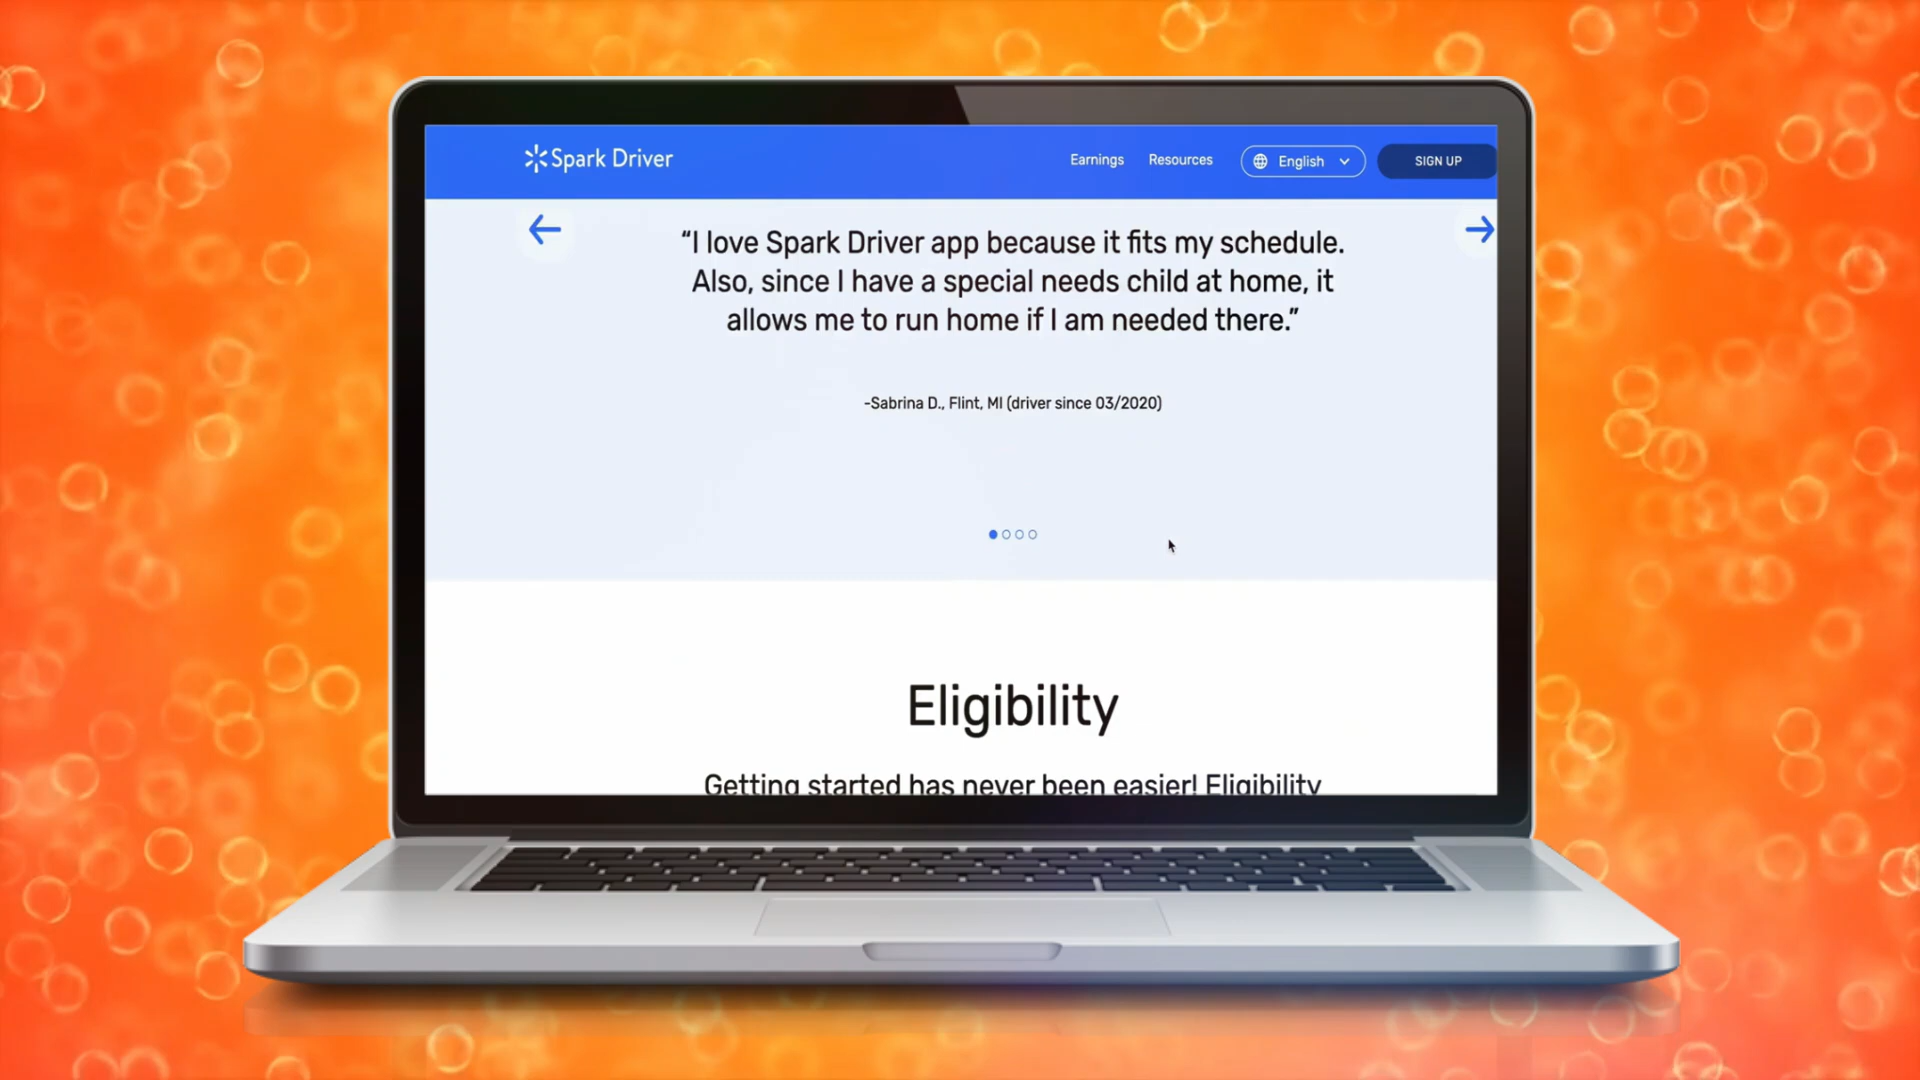 Spark Driver
Earnings
Resources
English
SIGN UP
“I love Spark Driver app because it fits my schedule.
Also, since I have a special needs child at home, it
allows me to run home if I am needed there.”
-Sabrina D., Flint, MI (driver since 03/2020)
Eligibility
Getting started has never been easier! Eligibility